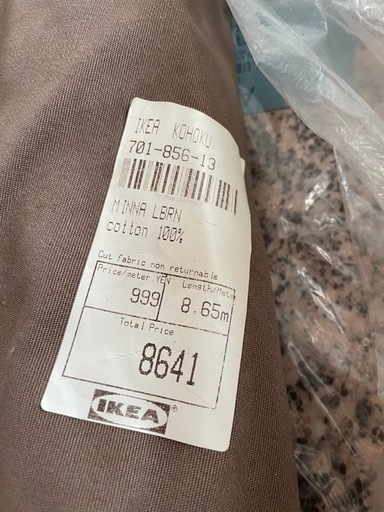 IKEA KOHOKU
701-856-13
MINNA LBRN
cotton 100%
Cut fabric non returnable
Price/meter YEN Length/Meter
999 8.65m
Total Price
8641
IKEA®